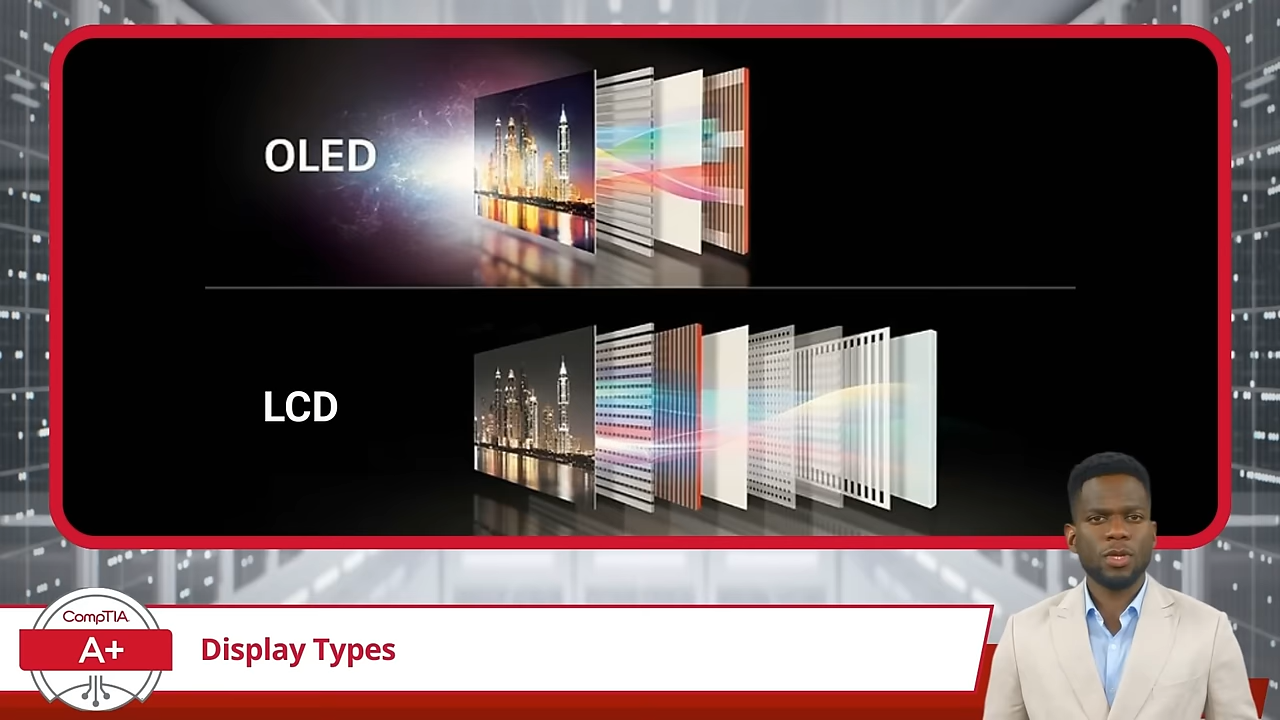 OLED
LCD
CompTIA
A+
Display Types